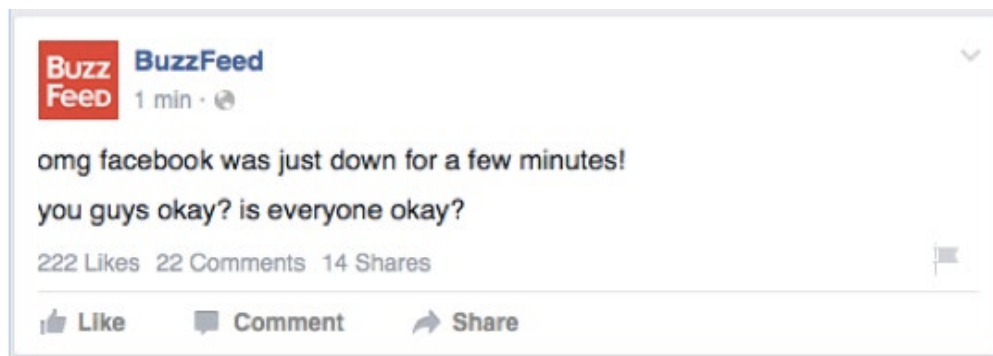 BUZZ
FEED
BuzzFeed
1 min ·
omg facebook was just down for a few minutes!
you guys okay? is everyone okay?
222 Likes 22 Comments 14 Shares
Like Comment Share